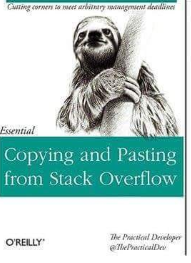 Cutting corners to meet arbitrary management deadlines
Essential
Copying and Pasting
from Stack Overflow
O'REILLY®
The Practical Developer
@ThePracticalDev